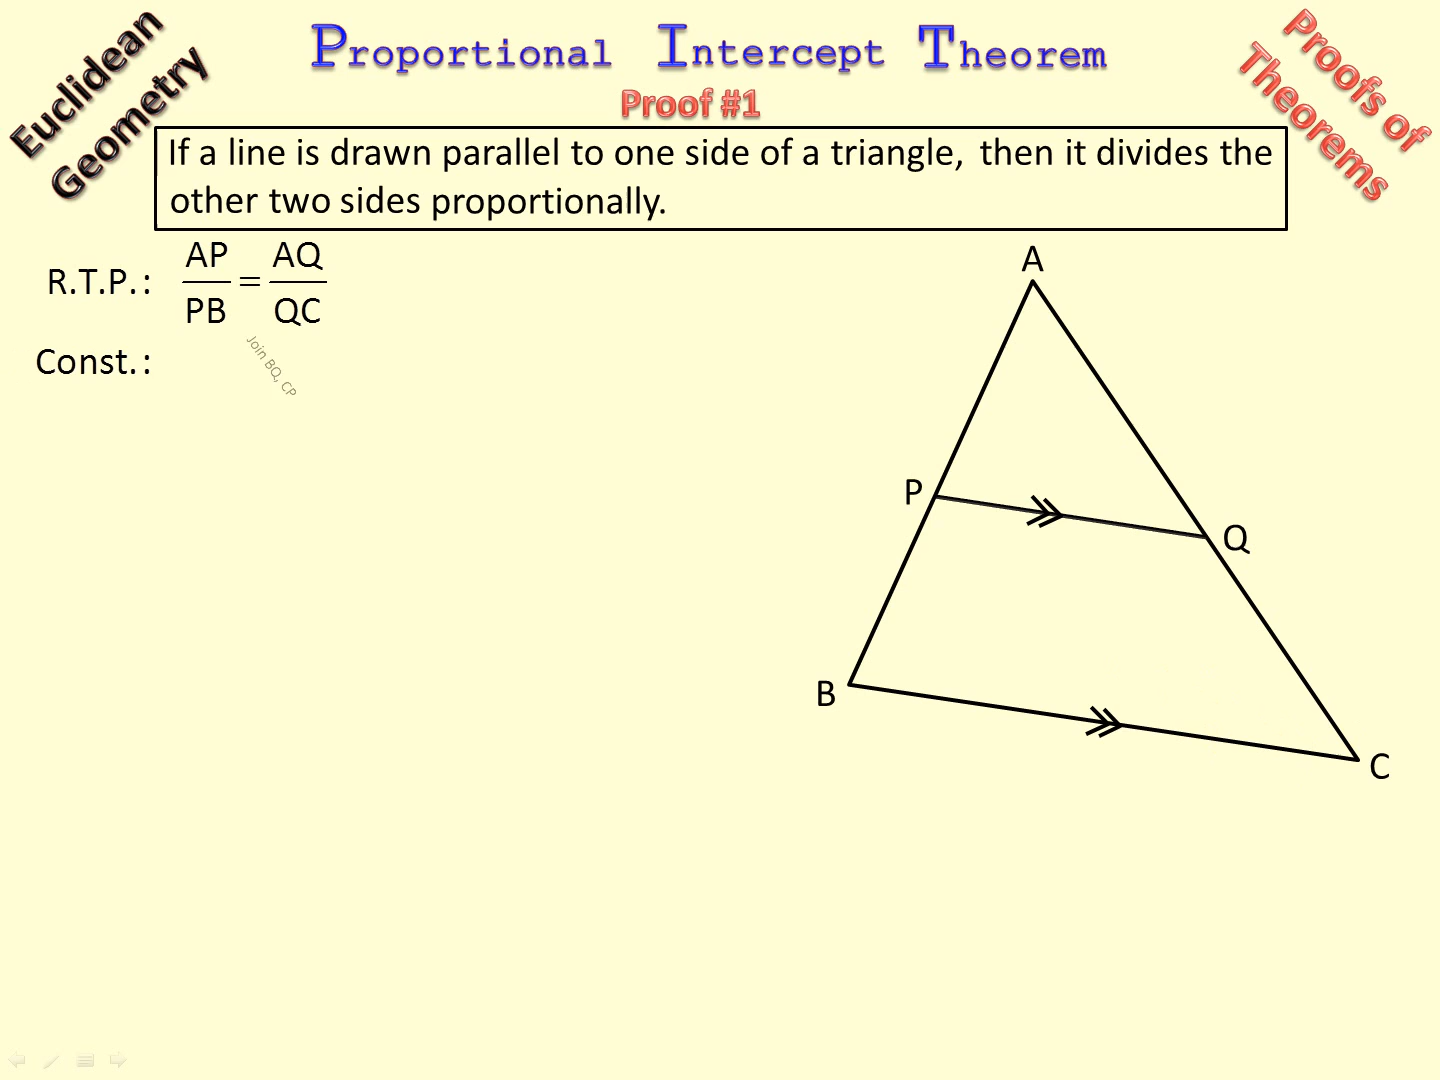 Euclidean
Geometry
Proportional Intercept Theorem
Proof #1
Proofs of
Theorems
If a line is drawn parallel to one side of a triangle, then it divides the
other two sides proportionally.
R.T.P.: AP/PB = AQ/QC
Const.:
Join BQ, CP
A
P
Q
B
C